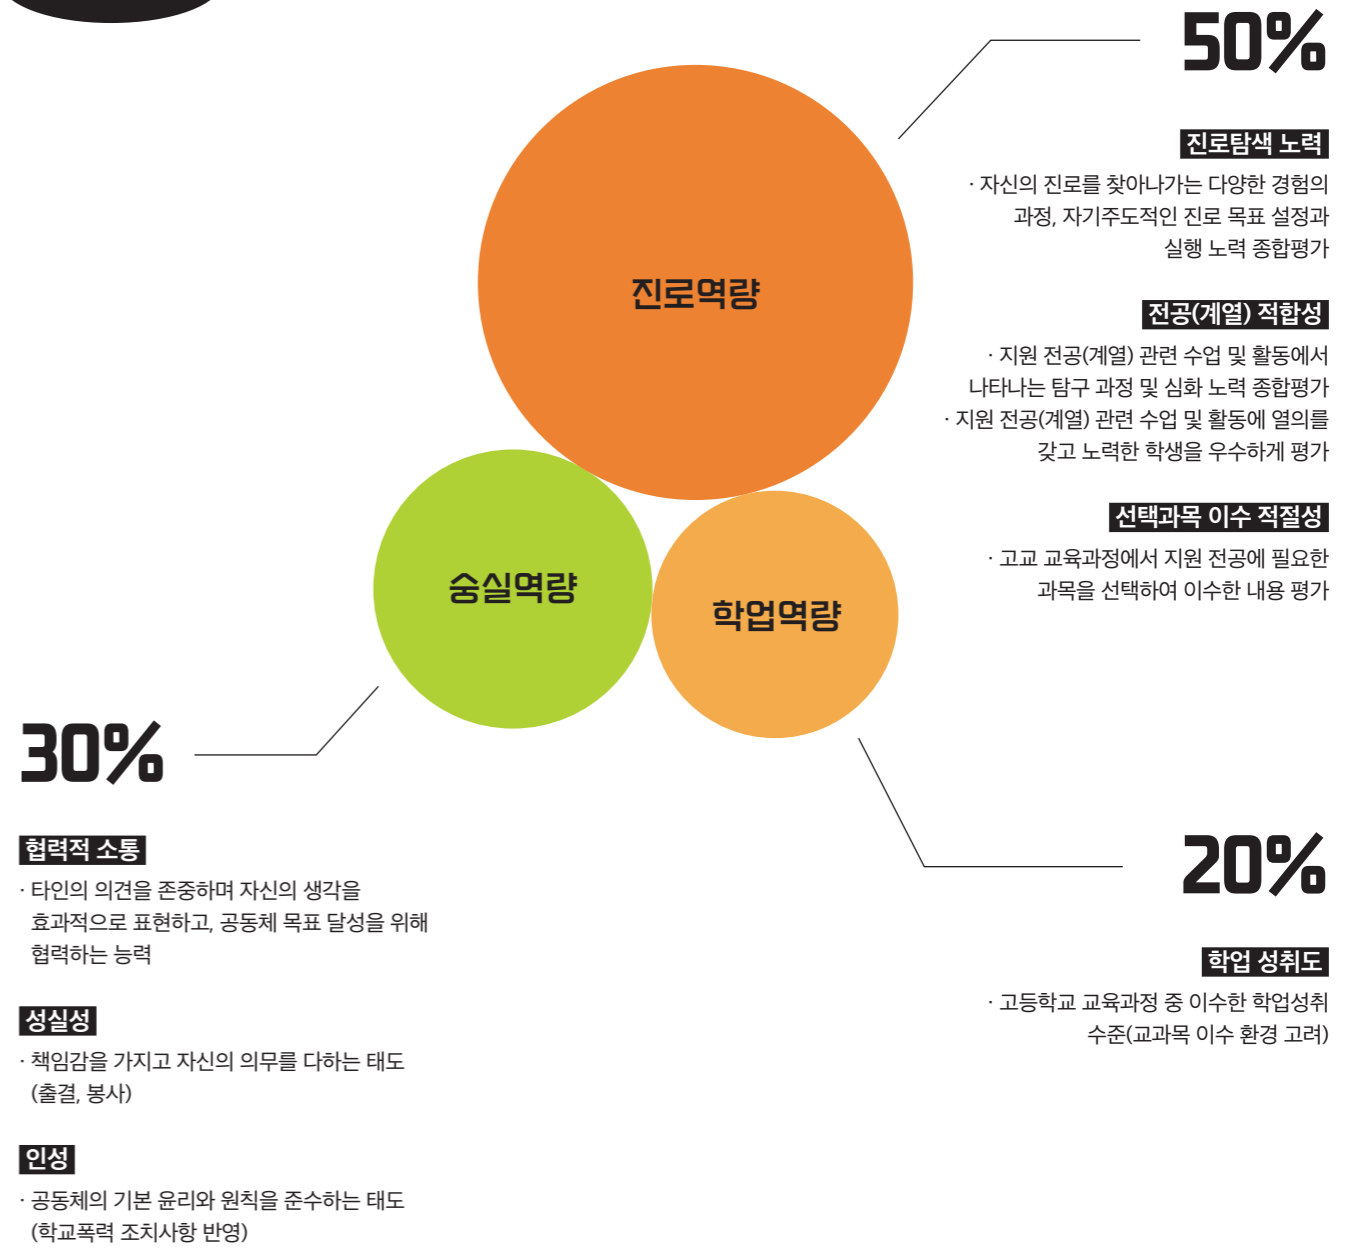 50%
진로탐색 노력
· 자신의 진로를 찾아나가는 다양한 경험의
과정, 자기주도적인 진로 목표 설정과
실행 노력 종합평가
전공(계열) 적합성
· 지원 전공(계열) 관련 수업 및 활동에서
나타나는 탐구 과정 및 심화 노력 종합평가
· 지원 전공(계열) 관련 수업 및 활동에 열의를
갖고 노력한 학생을 우수하게 평가
선택과목 이수 적절성
· 고교 교육과정에서 지원 전공에 필요한
과목을 선택하여 이수한 내용 평가
진로역량
숭실역량
학업역량
30%
협력적 소통
· 타인의 의견을 존중하며 자신의 생각을
효과적으로 표현하고, 공동체 목표 달성을 위해
협력하는 능력
성실성
· 책임감을 가지고 자신의 의무를 다하는 태도
(출결, 봉사)
인성
· 공동체의 기본 윤리와 원칙을 준수하는 태도
(학교폭력 조치사항 반영)
20%
학업 성취도
· 고등학교 교육과정 중 이수한 학업성취
수준(교과목 이수 환경 고려)